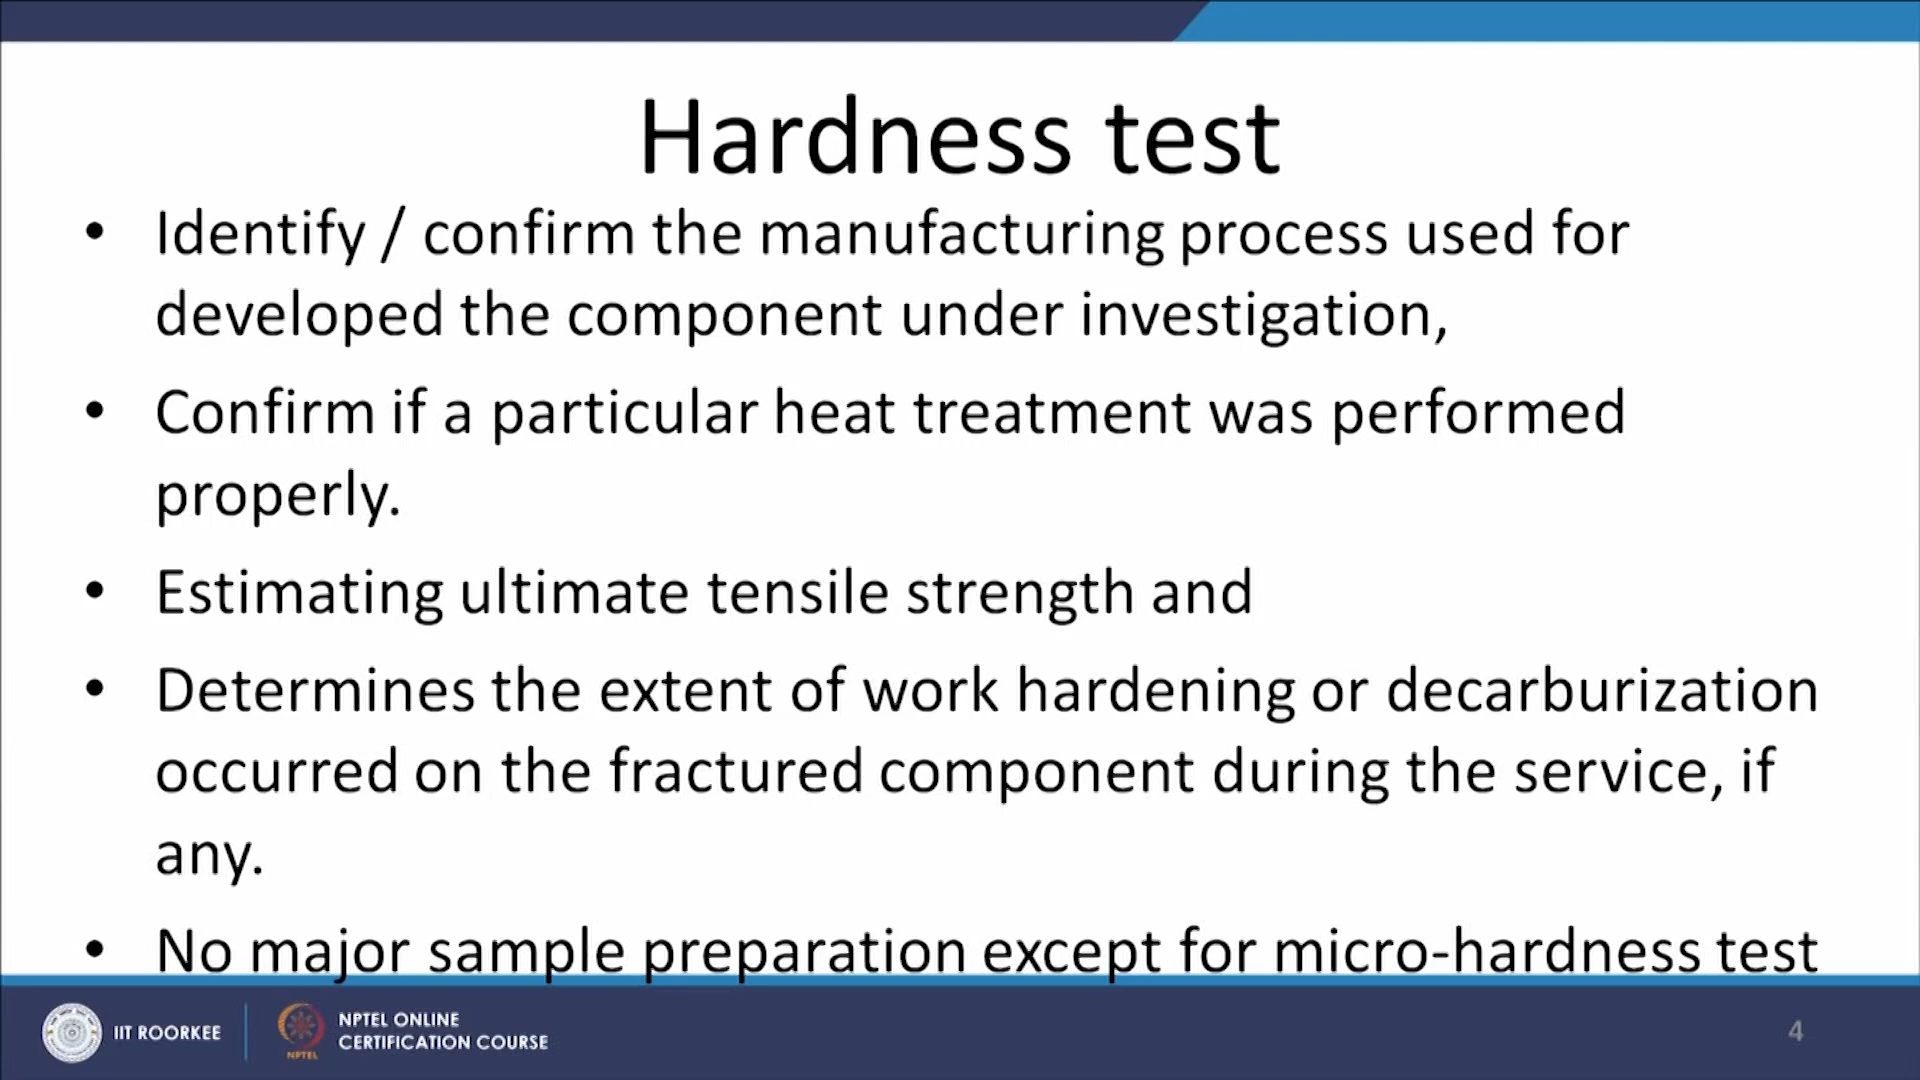 Hardness test
• Identify / confirm the manufacturing process used for
developed the component under investigation,
• Confirm if a particular heat treatment was performed
properly.
• Estimating ultimate tensile strength and
• Determines the extent of work hardening or decarburization
occurred on the fractured component during the service, if
any.
• No major sample preparation except for micro-hardness test
IIT ROORKEE
NPTEL
NPTEL ONLINE
CERTIFICATION COURSE
4